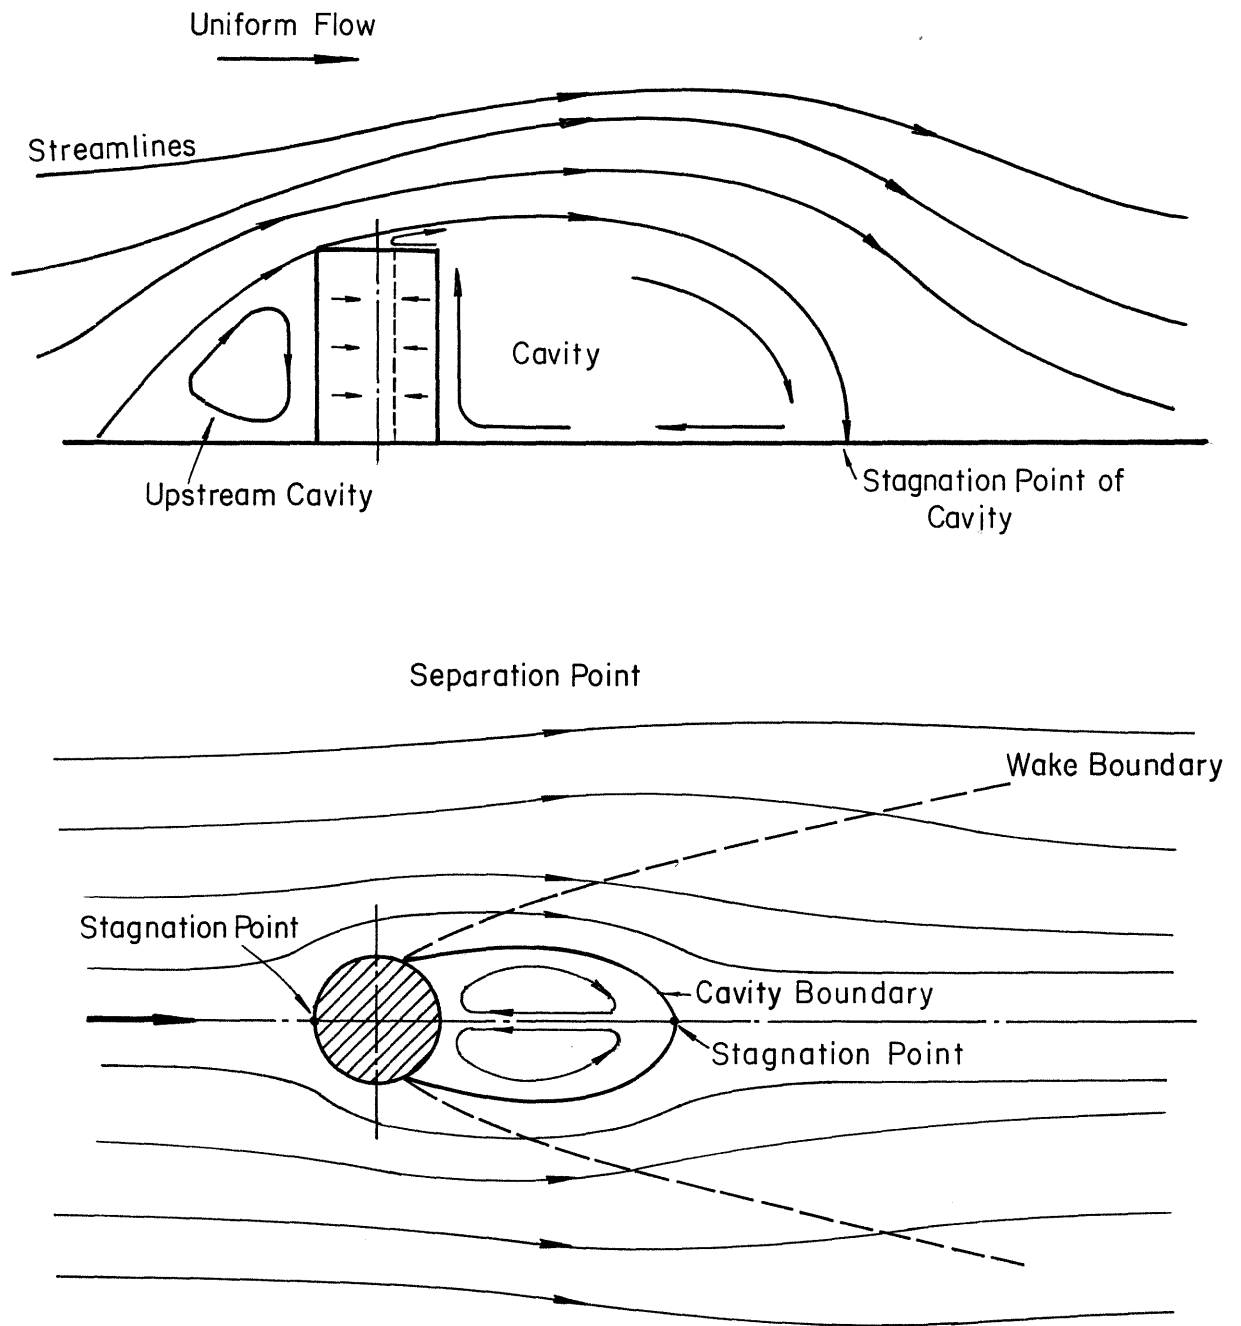 Uniform Flow
Streamlines
Cavity
Upstream Cavity
Stagnation Point of
Cavity
Separation Point
Wake Boundary
Stagnation Point
Cavity Boundary
Stagnation Point